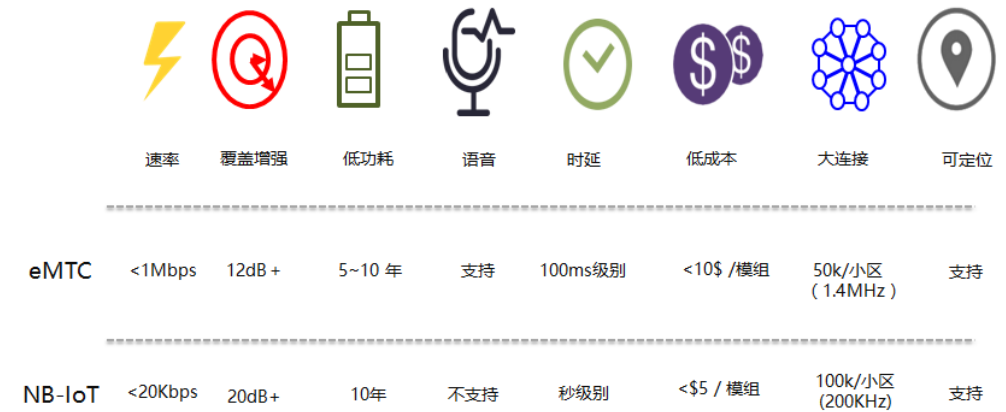 速率 覆盖增强 低功耗 语音 时延 低成本 大连接 可定位
eMTC <1Mbps 12dB+ 5~10 年 支持 100ms级别 <10$ /模组 50k/小区 支持
( 1.4MHz )
NB-IoT <20Kbps 20dB+ 10年 不支持 秒级别 <$5 / 模组 100k/小区 支持
(200KHz)